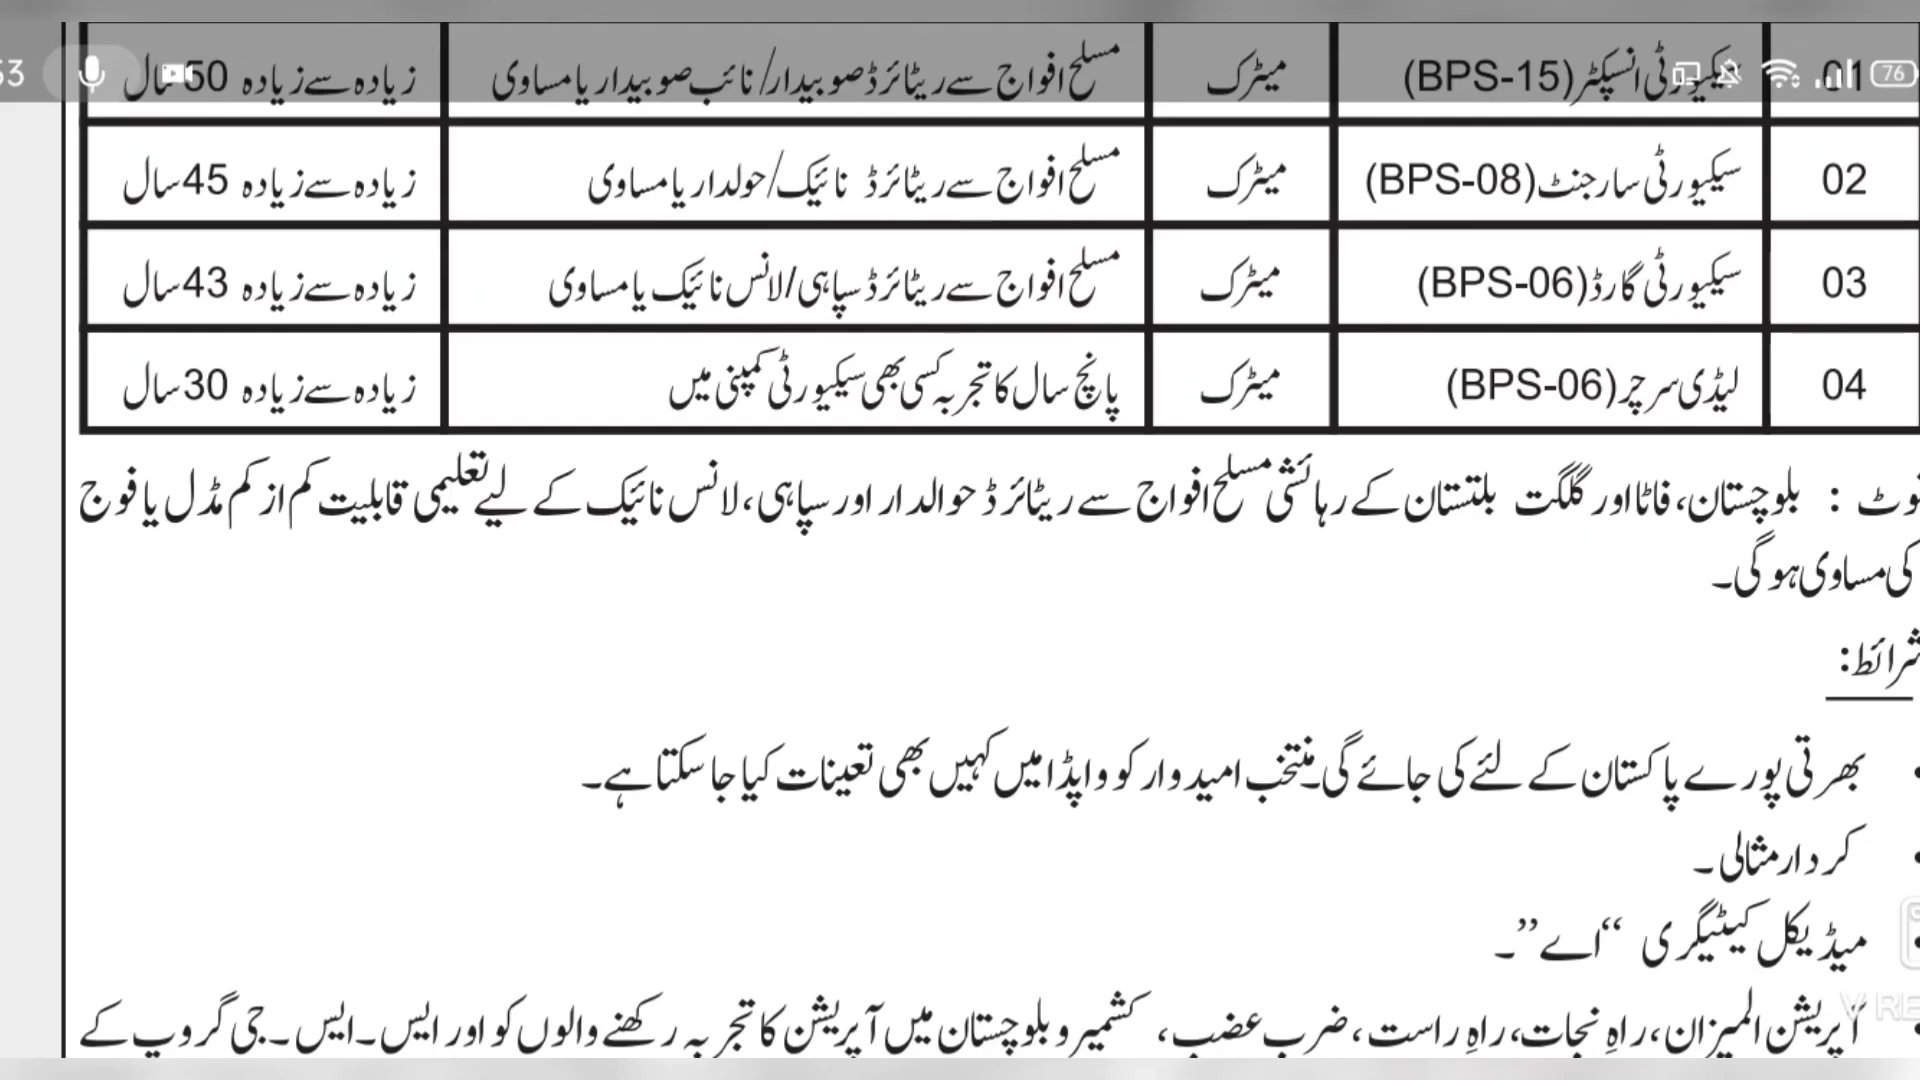 01 سیکیورٹی انسپکٹر (BPS-15) میٹرک مسلح افواج سے ریٹائرڈ صوبیدار/نائب صوبیدار یا مساوی زیادہ سے زیادہ 50 سال
02 سیکیورٹی سارجنٹ (BPS-08) میٹرک مسلح افواج سے ریٹائرڈ نائیک/حولدار یا مساوی زیادہ سے زیادہ 45 سال
03 سیکیورٹی گارڈ (BPS-06) میٹرک مسلح افواج سے ریٹائرڈ سپاہی/لانس نائیک یا مساوی زیادہ سے زیادہ 43 سال
04 لیڈی سرچر (BPS-06) میٹرک پانچ سال کا تجربہ کسی بھی سیکیورٹی کمپنی میں زیادہ سے زیادہ 30 سال
نوٹ : بلوچستان، فاٹا اور گلگت بلتستان کے رہائشی مسلح افواج سے ریٹائرڈ حوالدار اور سپاہی، لانس نائیک کے لیے تعلیمی قابلیت کم از کم مڈل یا فوج
کی مساوی ہوگی۔
شرائط:
بھرتی پورے پاکستان کے لئے کی جائے گی۔ منتخب امیدوار کو واپڈا میں کہیں بھی تعینات کیا جا سکتا ہے۔
کردار مثالی۔
میڈیکل کیٹیگری “اے”۔
آپریشن المیزان، راہِ نجات، راہِ راست، ضرب عضب، کشمیر و بلوچستان میں آپریشن کا تجربہ رکھنے والوں کو اور ایس۔ایس۔جی گروپ کے
76